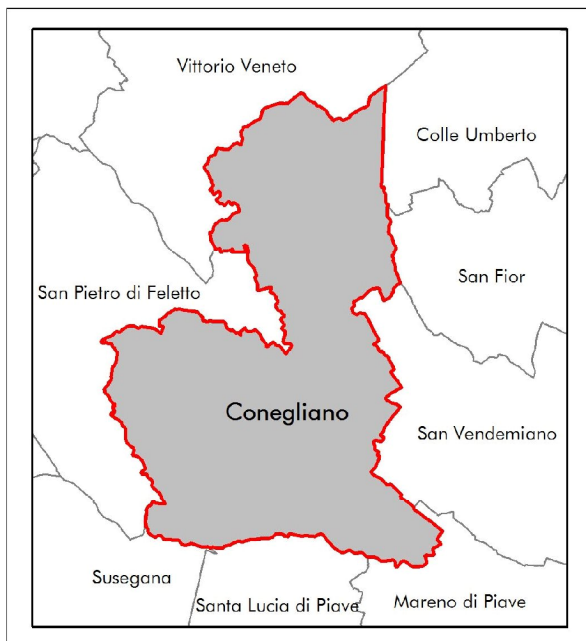 Vittorio Veneto
Colle Umberto
San Fior
San Pietro di Feletto
Conegliano
San Vendemiano
Susegana
Santa Lucia di Piave
Mareno di Piave